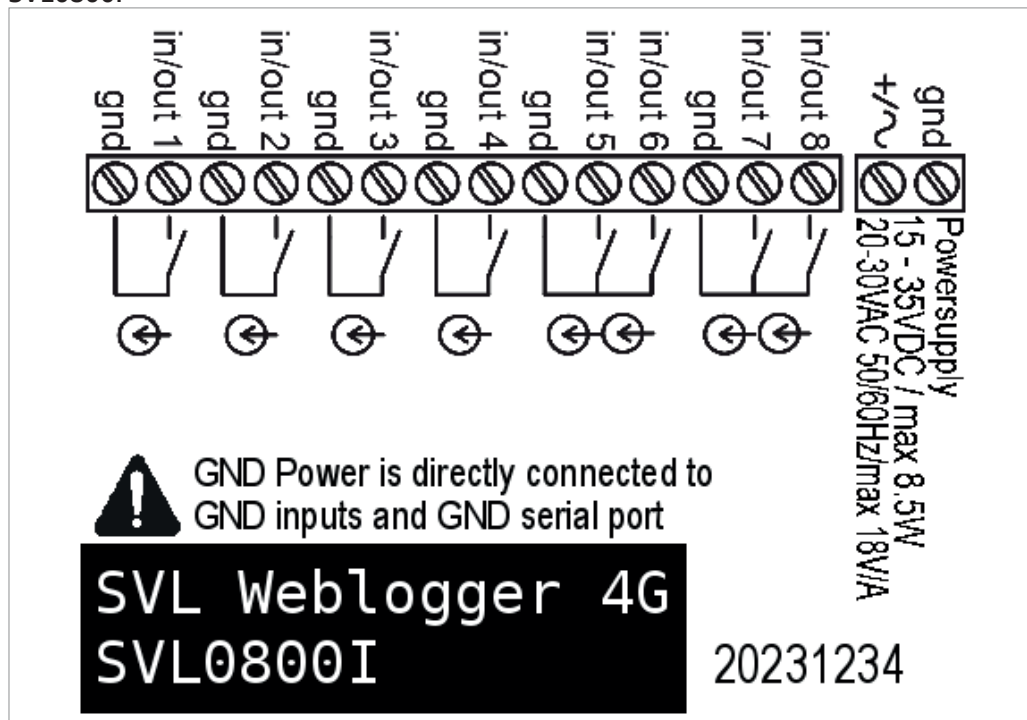 SVL0800I
gnd
in/out 1
gnd
in/out 2
gnd
in/out 3
gnd
in/out 4
gnd
in/out 5
in/out 6
gnd
in/out 7
in/out 8
+/~
gnd
Powersupply
15 - 35VDC / max 8.5W
20-30VAC 50/60Hz/max 18V/A
GND Power is directly connected to
GND inputs and GND serial port
SVL Weblogger 4G
SVL0800I
20231234